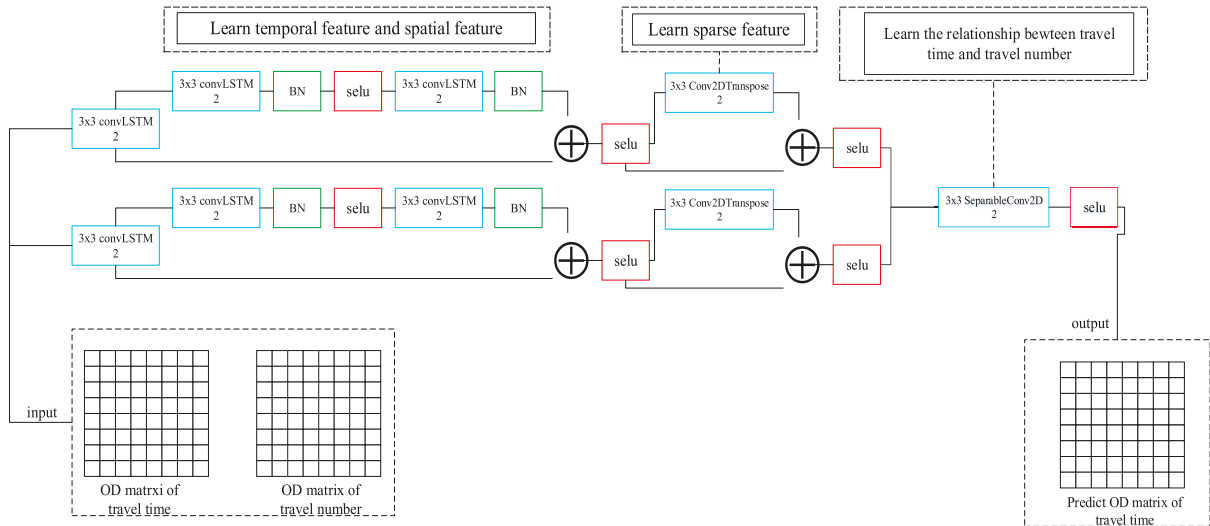 Learn temporal feature and spatial feature
Learn sparse feature
Learn the relationship bewteen travel
time and travel number
3x3 convLSTM
2
3x3 convLSTM
2
BN
selu
3x3 convLSTM
2
BN
selu
3x3 Conv2DTranspose
2
selu
3x3 convLSTM
2
3x3 convLSTM
2
BN
selu
3x3 convLSTM
2
BN
selu
3x3 Conv2DTranspose
2
selu
3x3 SeparableConv2D
2
selu
input
OD matrxi of
travel time
OD matrix of
travel number
output
Predict OD matrix of
travel time